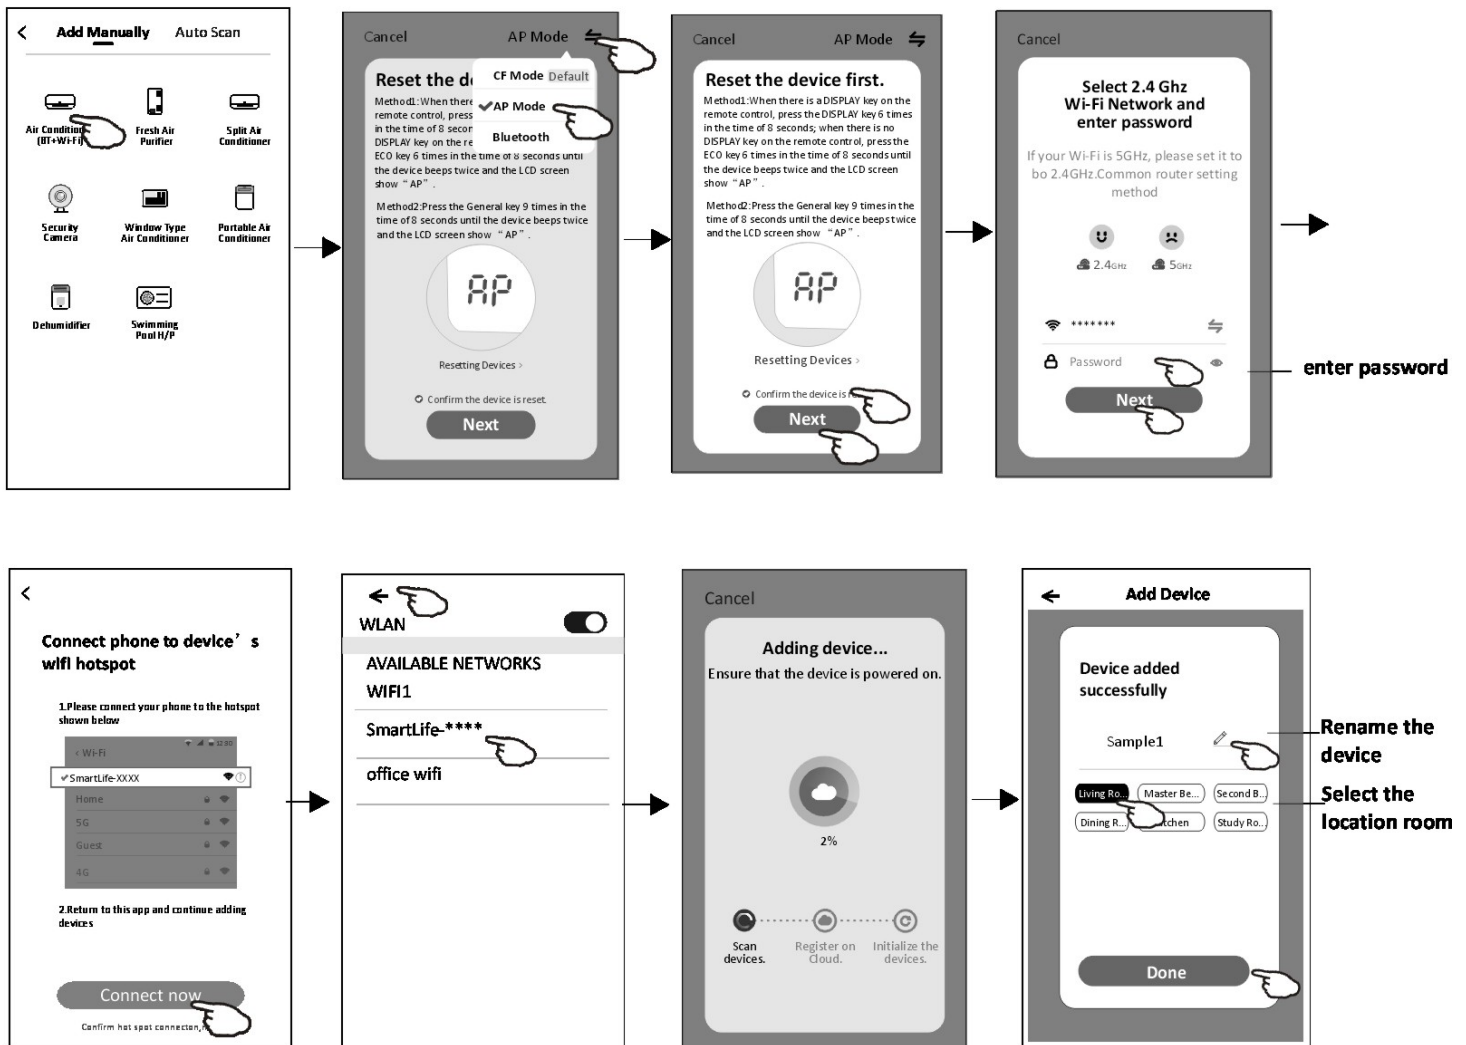 Add Manually Auto Scan
Air Condition
(BT+Wi-Fi)
Fresh Air
Purifier
Split Air
Conditioner
Security
Camera
Window Type
Air Conditioner
Portable Air
Conditioner
Dehumidifier
Swimming
Pool H/P
Cancel AP Mode
Reset the de
CF Mode Default
AP Mode
Bluetooth
Method1:When there
remote control, press
in the time of 8 secon
DISPLAY key on the re
ECO key 6 times in the time of 8 seconds until
the device beeps twice and the LCD screen
show “AP”.
Method2:Press the General key 9 times in the
time of 8 seconds until the device beeps twice
and the LCD screen show “AP”.
AP
Resetting Devices >
Confirm the device is reset.
Next
Cancel AP Mode
Reset the device first.
Method1:When there is a DISPLAY key on the
remote control, press the DISPLAY key 6 times
in the time of 8 seconds; when there is no
DISPLAY key on the remote control, press the
ECO key 6 times in the time of 8 seconds until
the device beeps twice and the LCD screen
show “AP”.
Method2:Press the General key 9 times in the
time of 8 seconds until the device beeps twice
and the LCD screen show “AP”.
AP
Resetting Devices >
Confirm the device is re
Next
Cancel
Select 2.4 Ghz
Wi-Fi Network and
enter password
If your Wi-Fi is 5GHz, please set it to
bo 2.4GHz.Common router setting
method
2.4GHz 5GHz
*******
Password
Next
enter password
Connect phone to device’s
wifi hotspot
1.Please connect your phone to the hotspot
shown below
< Wi-Fi
SmartLife-XXXX
Home
5G
Guest
4G
2.Return to this app and continue adding
devices
Connect now
Confirm hot spot connecton,n
WLAN
AVAILABLE NETWORKS
WIFI1
SmartLife-****
office wifi
Cancel
Adding device...
Ensure that the device is powered on.
2%
Scan
devices.
Register on
Cloud.
Initialize the
devices.
Add Device
Device added
successfully
Sample1
Living Ro... Master Be... Second B...
Dining R... tchen Study Ro...
Done
Rename the
device
Select the
location room